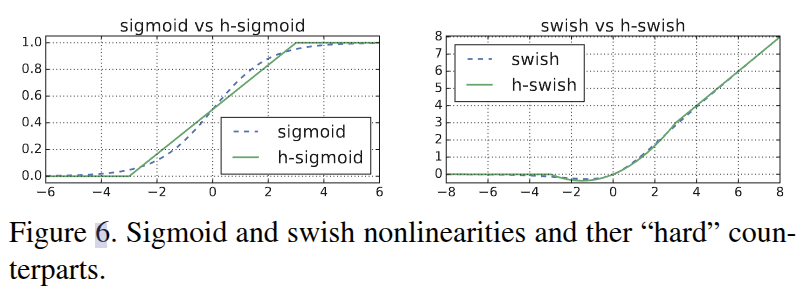 sigmoid vs h-sigmoid
1.0
0.8
0.6
0.4
0.2
0.0
−6 −4 −2 0 2 4 6
sigmoid
h-sigmoid
swish vs h-swish
8
7
6
5
4
3
2
1
0
−8 −6 −4 −2 0 2 4 6 8
swish
h-swish
Figure 6. Sigmoid and swish nonlinearities and ther “hard” coun-
terparts.